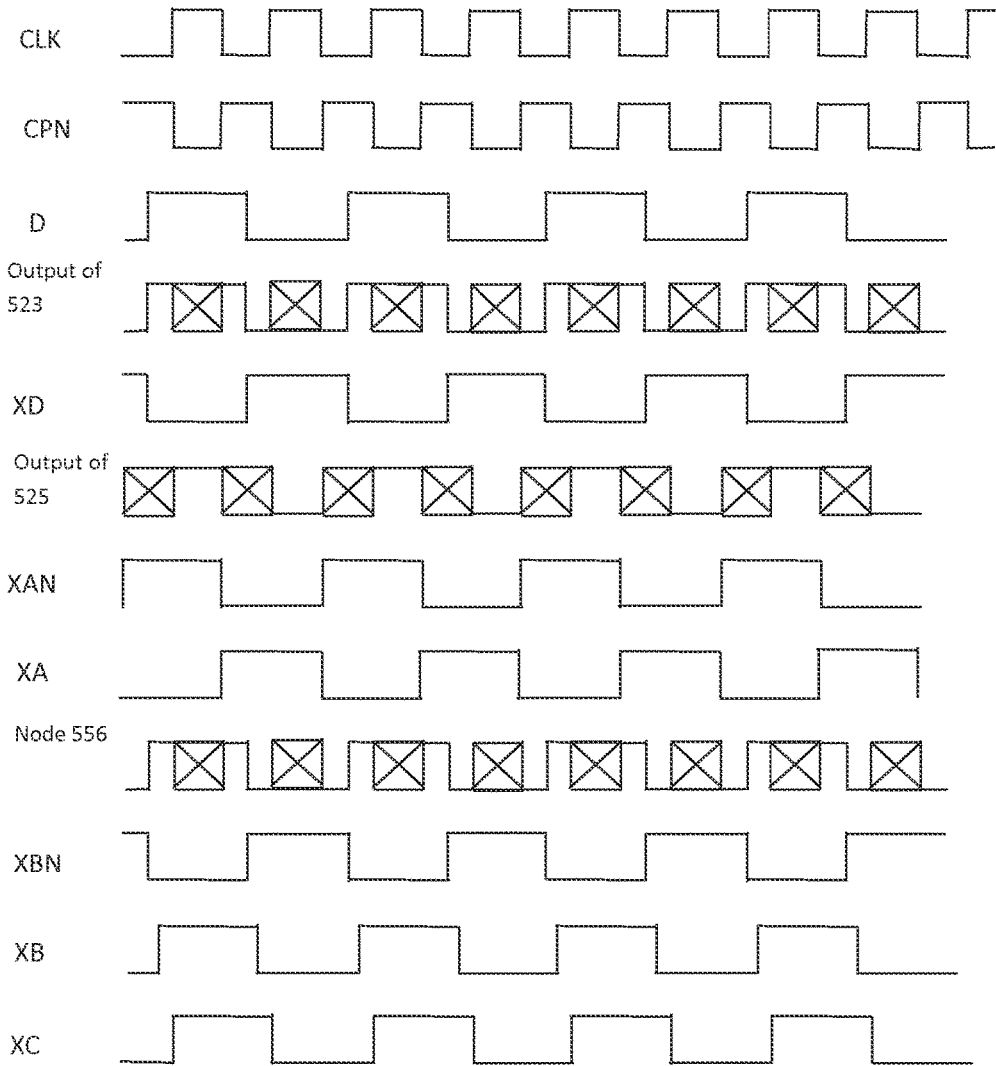 CLK
CPN
D
Output of
523
XD
Output of
525
XAN
XA
Node 556
XBN
XB
XC